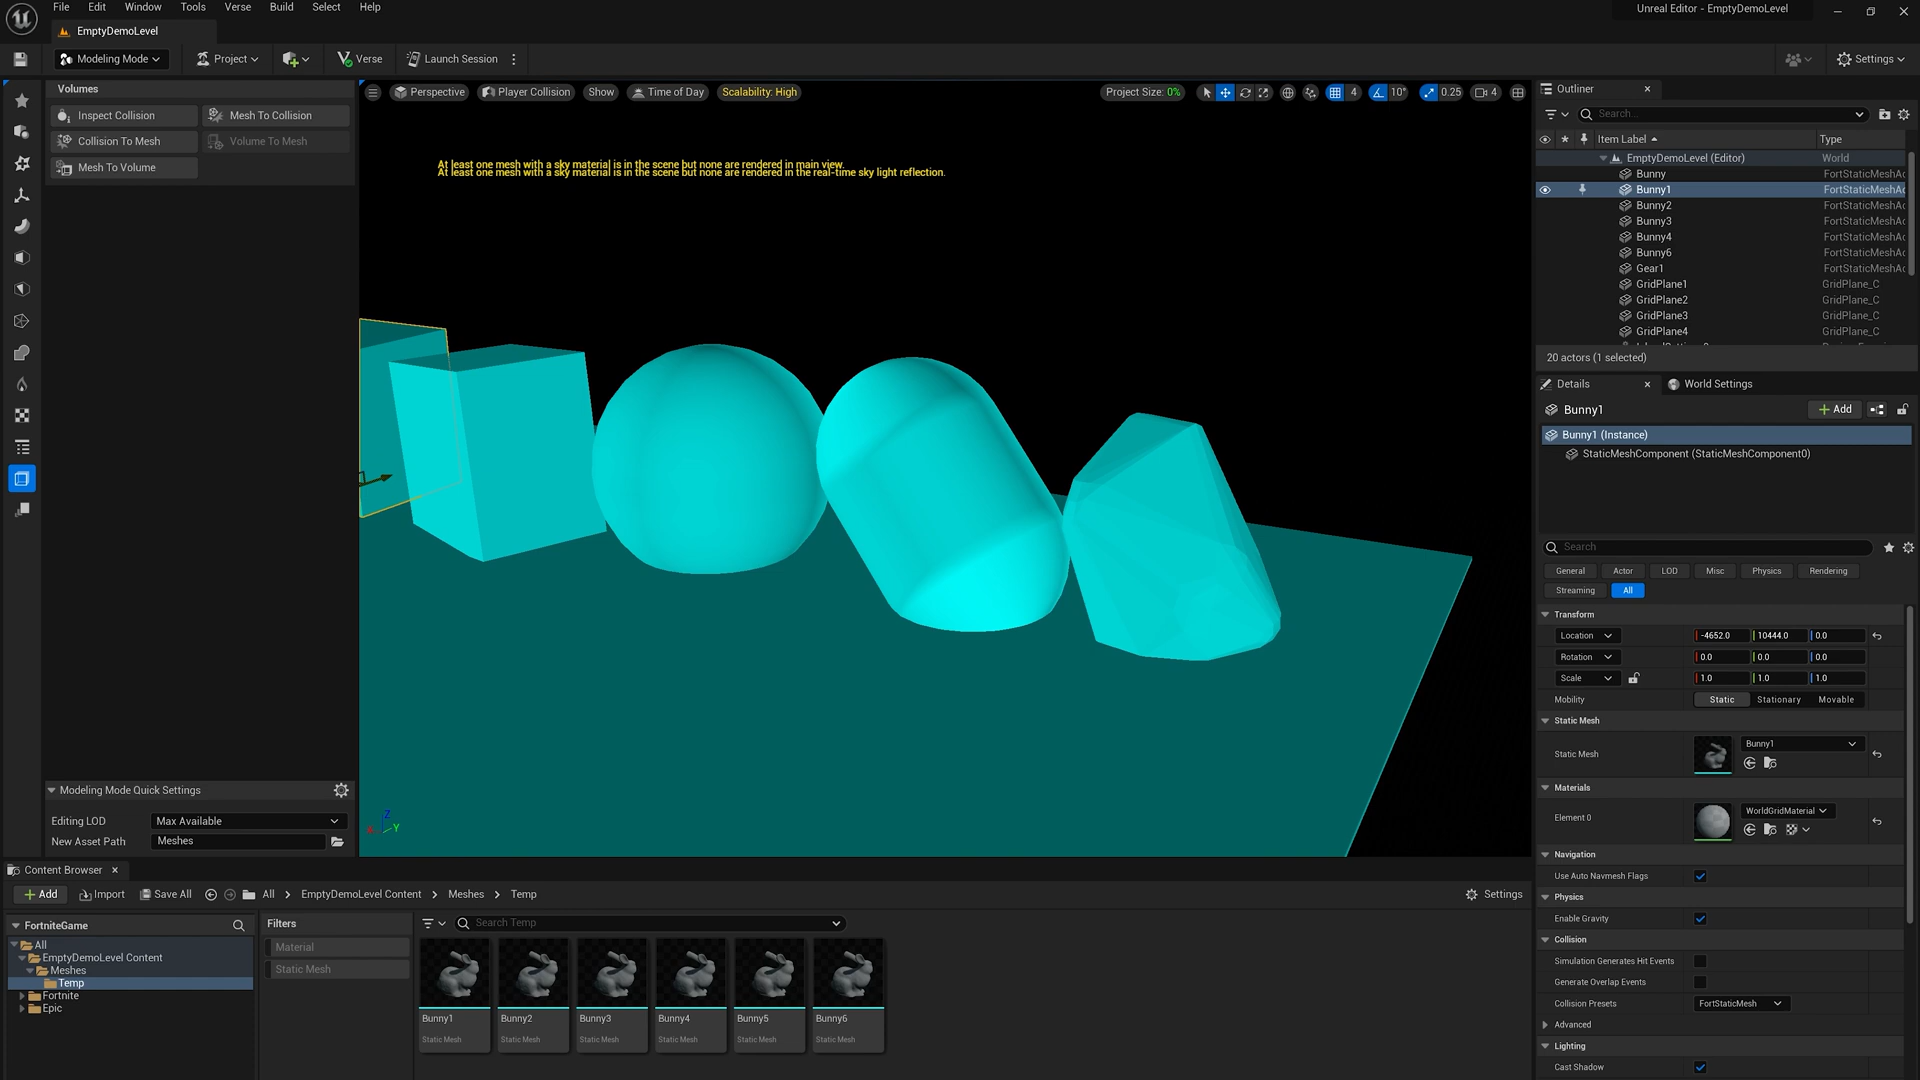 File Edit Window Tools Verse Build Select Help
Unreal Editor - EmptyDemoLevel
EmptyDemoLevel
Modeling Mode
Project
Verse
Launch Session
Settings
Volumes
Inspect Collision
Mesh To Collision
Collision To Mesh
Volume To Mesh
Mesh To Volume
Perspective
Player Collision
Show
Time of Day
Scalability: High
Project Size: 0%
4
10°
0.25
4
At least one mesh with a sky material is in the scene but none are rendered in main view.
At least one mesh with a sky material is in the scene but none are rendered in the real-time sky light reflection.
Z
X
Y
Modeling Mode Quick Settings
Editing LOD
Max Available
New Asset Path
Meshes
Outliner
Search...
Item Label
Type
EmptyDemoLevel (Editor) World
Bunny FortStaticMeshAc
Bunny1 FortStaticMeshAc
Bunny2 FortStaticMeshAc
Bunny3 FortStaticMeshAc
Bunny4 FortStaticMeshAc
Bunny6 FortStaticMeshAc
Gear1 FortStaticMeshAc
GridPlane1 GridPlane_C
GridPlane2 GridPlane_C
GridPlane3 GridPlane_C
GridPlane4 GridPlane_C
20 actors (1 selected)
Details
World Settings
Bunny1
Add
Bunny1 (Instance)
StaticMeshComponent (StaticMeshComponent0)
Search
General Actor LOD Misc Physics Rendering
Streaming All
Transform
Location -4652.0 10444.0 0.0
Rotation 0.0 0.0 0.0
Scale 1.0 1.0 1.0
Mobility Static Stationary Movable
Static Mesh
Static Mesh Bunny1
Materials
Element 0 WorldGridMaterial
Navigation
Use Auto Navmesh Flags
Physics
Enable Gravity
Collision
Simulation Generates Hit Events
Generate Overlap Events
Collision Presets FortStaticMesh
Advanced
Lighting
Cast Shadow
Content Browser
Add Import Save All All EmptyDemoLevel Content Meshes Temp
Settings
FortniteGame
All
EmptyDemoLevel Content
Meshes
Temp
Fortnite
Epic
Filters
Material
Static Mesh
Search Temp
Bunny1 Bunny2 Bunny3 Bunny4 Bunny5 Bunny6
Static Mesh Static Mesh Static Mesh Static Mesh Static Mesh Static Mesh